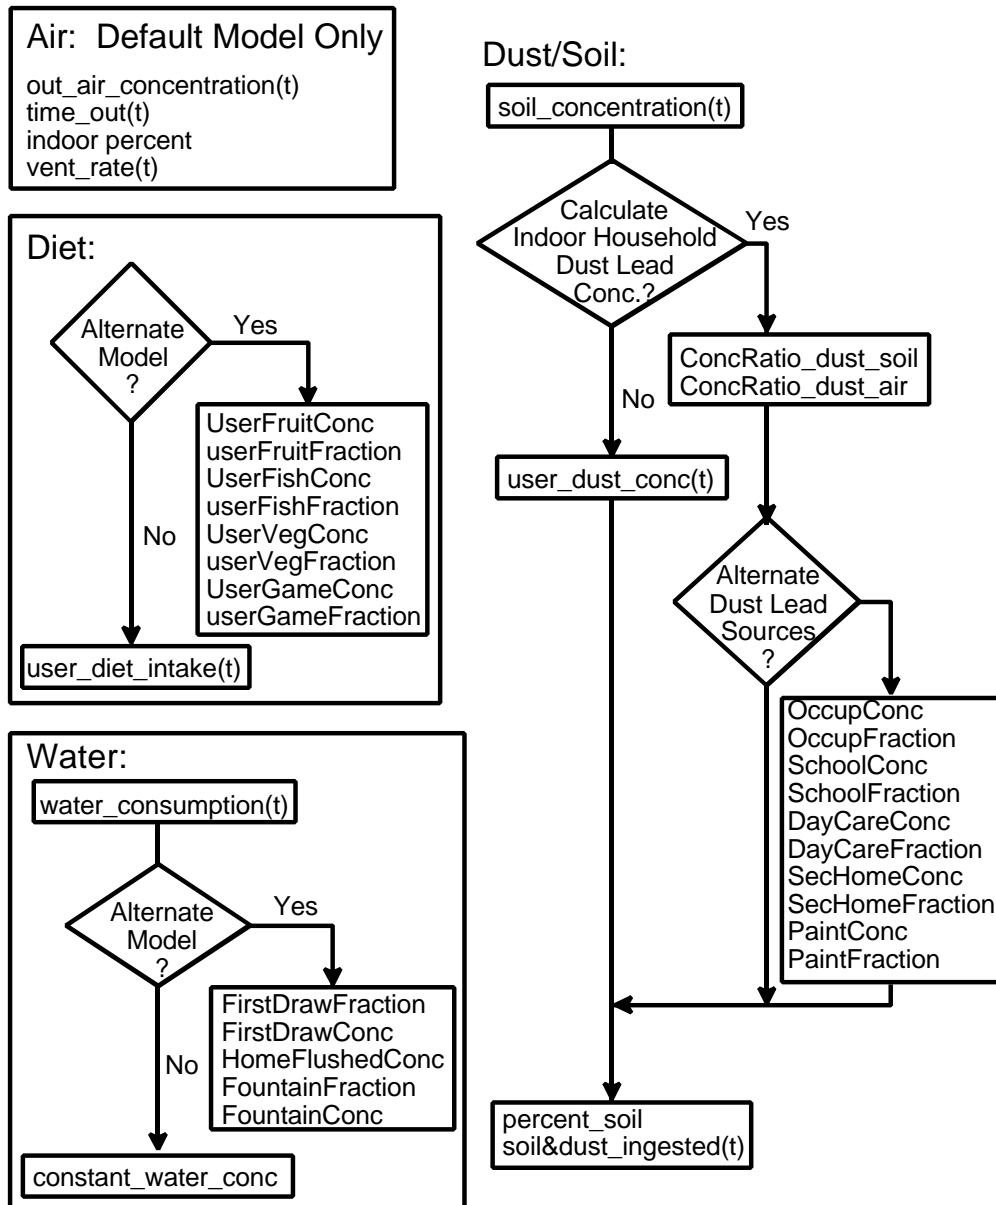 Air:  Default Model Only
out_air_concentration(t)
time_out(t)
indoor percent
vent_rate(t)
Diet:
Alternate
Model
?
Yes
No
UserFruitConc
userFruitFraction
UserFishConc
userFishFraction
UserVegConc
userVegFraction
UserGameConc
userGameFraction
user_diet_intake(t)
Water:
water_consumption(t)
Alternate
Model
?
Yes
No
FirstDrawFraction
FirstDrawConc
HomeFlushedConc
FountainFraction
FountainConc
constant_water_conc
Dust/Soil:
soil_concentration(t)
Calculate
Indoor Household
Dust Lead
Conc.?
Yes
No
ConcRatio_dust_soil
ConcRatio_dust_air
user_dust_conc(t)
Alternate
Dust Lead
Sources
?
OccupConc
OccupFraction
SchoolConc
SchoolFraction
DayCareConc
DayCareFraction
SecHomeConc
SecHomeFraction
PaintConc
PaintFraction
percent_soil
soil&dust_ingested(t)